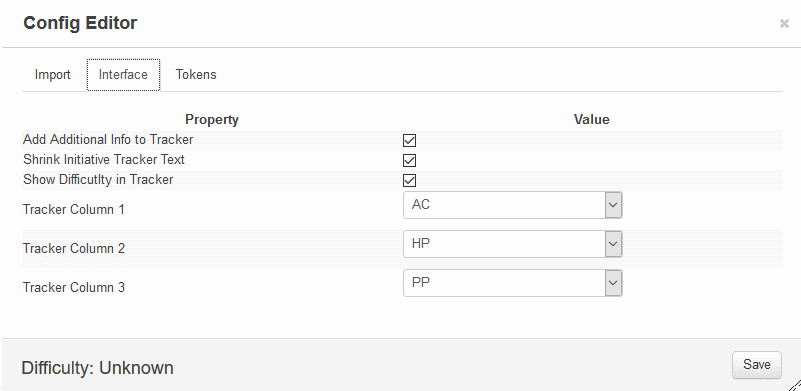 Config Editor
Import Interface Tokens
Property Value
Add Additional Info to Tracker
Shrink Initiative Tracker Text
Show Difficutlty in Tracker
Tracker Column 1 AC
Tracker Column 2 HP
Tracker Column 3 PP
Difficulty: Unknown Save